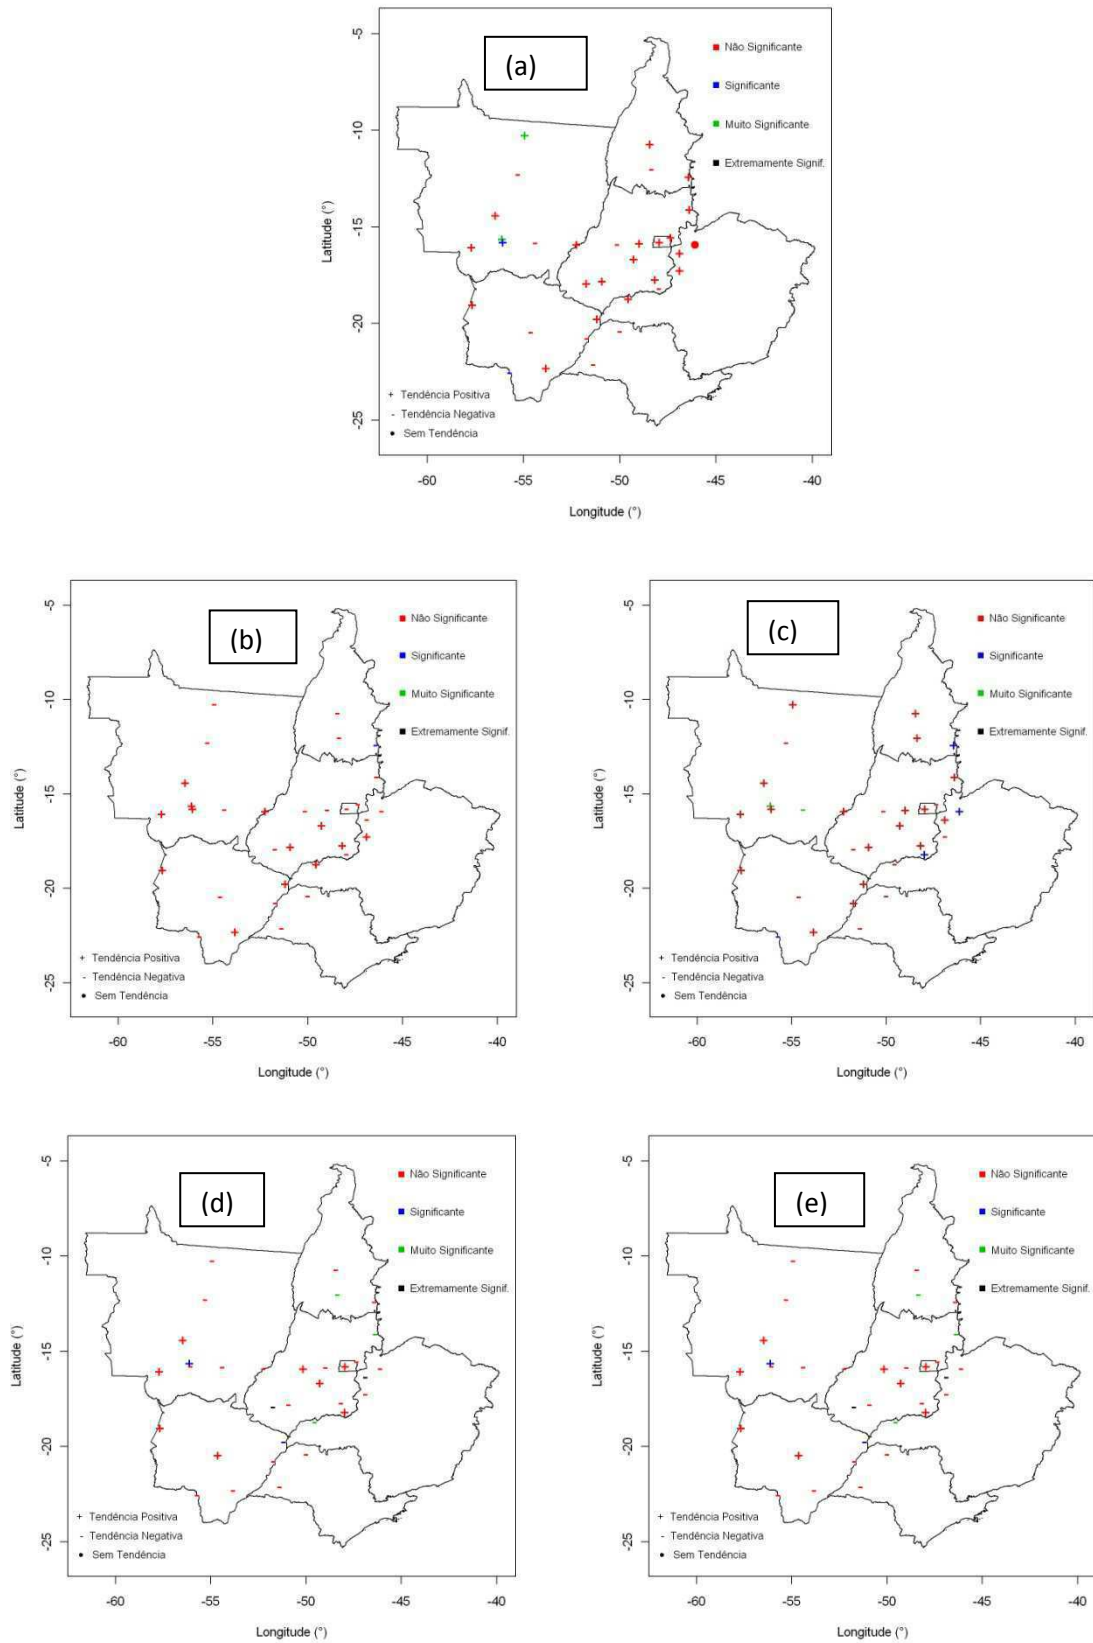 (a)
Não Significante
Significante
Muito Significante
Extremamente Signif.
-5
-10
-15
-20
-25
Latitude (°)
+ Tendência Positiva
- Tendência Negativa
● Sem Tendência
-60 -55 -50 -45 -40
Longitude (°)
(b)
Não Significante
Significante
Muito Significante
Extremamente Signif.
-5
-10
-15
-20
-25
Latitude (°)
+ Tendência Positiva
- Tendência Negativa
● Sem Tendência
-60 -55 -50 -45 -40
Longitude (°)
(c)
Não Significante
Significante
Muito Significante
Extremamente Signif.
-5
-10
-15
-20
-25
Latitude (°)
+ Tendência Positiva
- Tendência Negativa
● Sem Tendência
-60 -55 -50 -45 -40
Longitude (°)
(d)
Não Significante
Significante
Muito Significante
Extremamente Signif.
-5
-10
-15
-20
-25
Latitude (°)
+ Tendência Positiva
- Tendência Negativa
● Sem Tendência
-60 -55 -50 -45 -40
Longitude (°)
(e)
Não Significante
Significante
Muito Significante
Extremamente Signif.
-5
-10
-15
-20
-25
Latitude (°)
+ Tendência Positiva
- Tendência Negativa
● Sem Tendência
-60 -55 -50 -45 -40
Longitude (°)